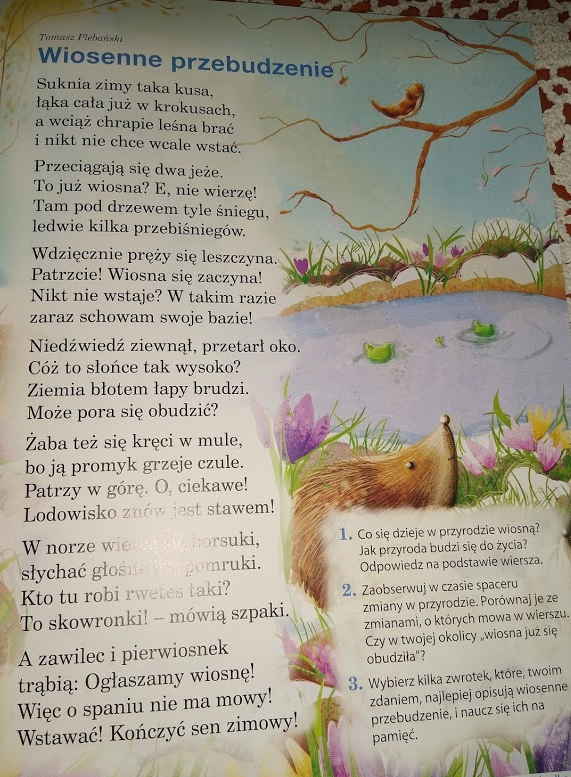 Tomasz Plebański
Wiosenne przebudzenie
Suknia zimy taka kusa,
łąka cała już w krokusach,
a wciąż chrapie leśna brać
i nikt nie chce wcale wstać.
Przeciągają się dwa jeże.
To już wiosna? E, nie wierzę!
Tam pod drzewem tyle śniegu,
ledwie kilka przebiśniegów.
Wdzięcznie pręży się leszczyna.
Patrzcie! Wiosna się zaczyna!
Nikt nie wstaje? W takim razie
zaraz schowam swoje bazie!
Niedźwiedź ziewnął, przetarł oko.
Cóż to słońce tak wysoko?
Ziemia błotem łapy brudzi.
Może pora się obudzić?
Żaba też się kręci w mule,
bo ją promyk grzeje czule.
Patrzy w górę. O, ciekawe!
Lodowisko znów jest stawem!
W norze wiercą się borsuki,
słychać głośne ich pomruki.
Kto tu robi rwetes taki?
To skowronki! – mówią szpaki.
A zawilec i pierwiosnek
trąbią: Ogłaszamy wiosnę!
Więc o spaniu nie ma mowy!
Wstawać! Kończyć sen zimowy!
1. Co się dzieje w przyrodzie wiosną?
Jak przyroda budzi się do życia?
Odpowiedz na podstawie wiersza.
2. Zaobserwuj w czasie spaceru
zmiany w przyrodzie. Porównaj je ze
zmianami, o których mowa w wierszu.
Czy w twojej okolicy „wiosna już się
obudziła”?
3. Wybierz kilka zwrotek, które, twoim
zdaniem, najlepiej opisują wiosenne
przebudzenie, i naucz się ich na
pamięć.